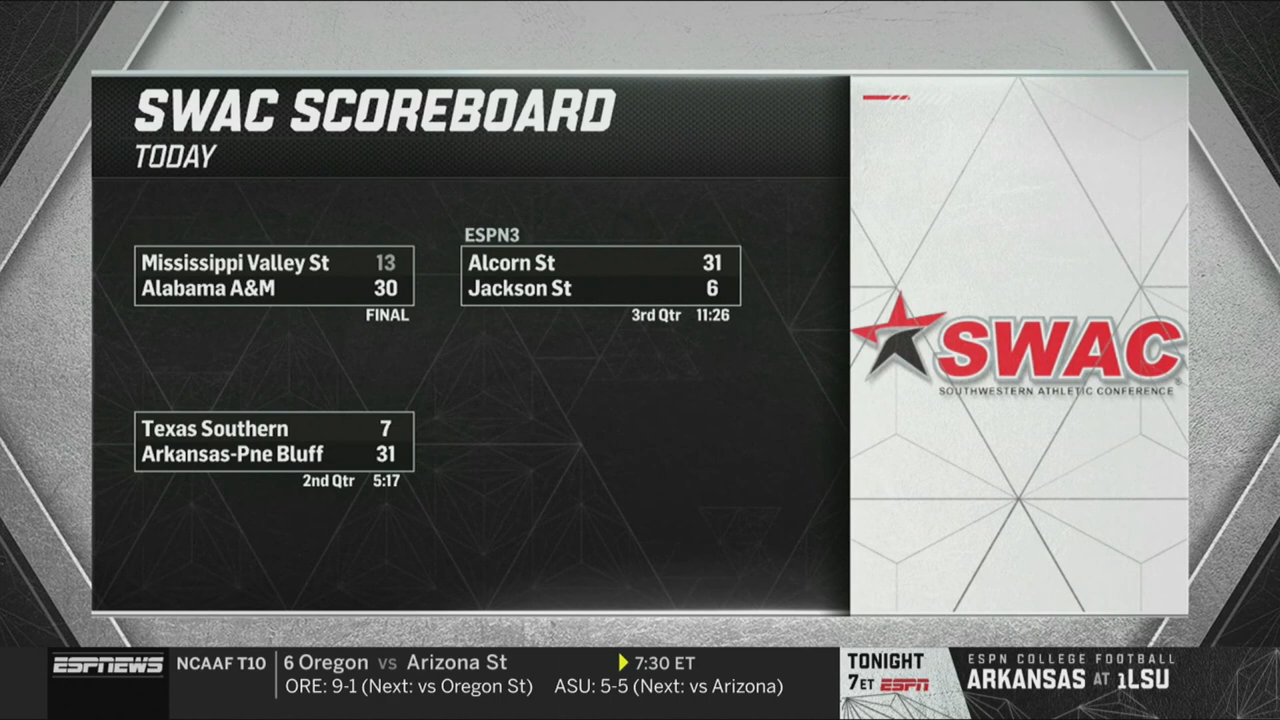 SWAC SCOREBOARD
TODAY
Mississippi Valley St 13
Alabama A&M 30
FINAL
ESPN3
Alcorn St 31
Jackson St 6
3rd Qtr 11:26
Texas Southern 7
Arkansas-Pne Bluff 31
2nd Qtr 5:17
SWAC
SOUTHWESTERN ATHLETIC CONFERENCE®
ESPNEWS
NCAAF T10
6 Oregon vs Arizona St 7:30 ET
ORE: 9-1 (Next: vs Oregon St) ASU: 5-5 (Next: vs Arizona)
TONIGHT
7ET ESPN
ESPN COLLEGE FOOTBALL
ARKANSAS AT 1LSU